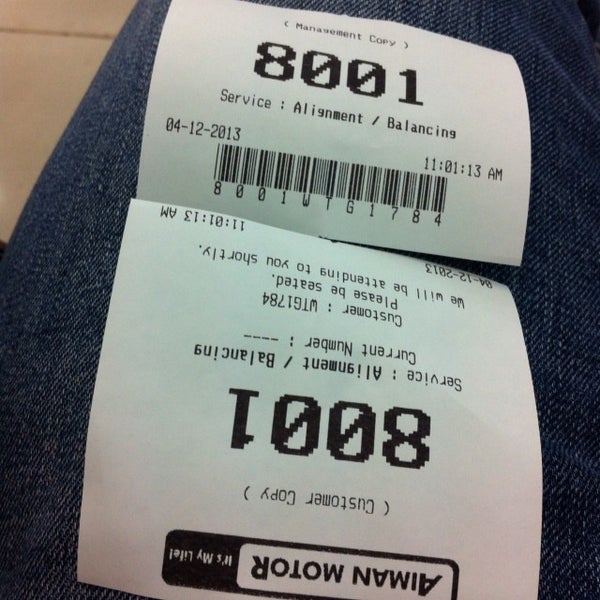 ( Management Copy )
8001
Service : Alignment / Balancing
04-12-2013 11:01:13 AM
8001WTG1784
AIMAN MOTOR It's My Life!
( Customer Copy )
8001
Service : Alignment / Balancing
Current Number : ----
Customer : WTG1784
Please be seated.
We will be attending to you shortly.
04-12-2013 11:01:13 AM